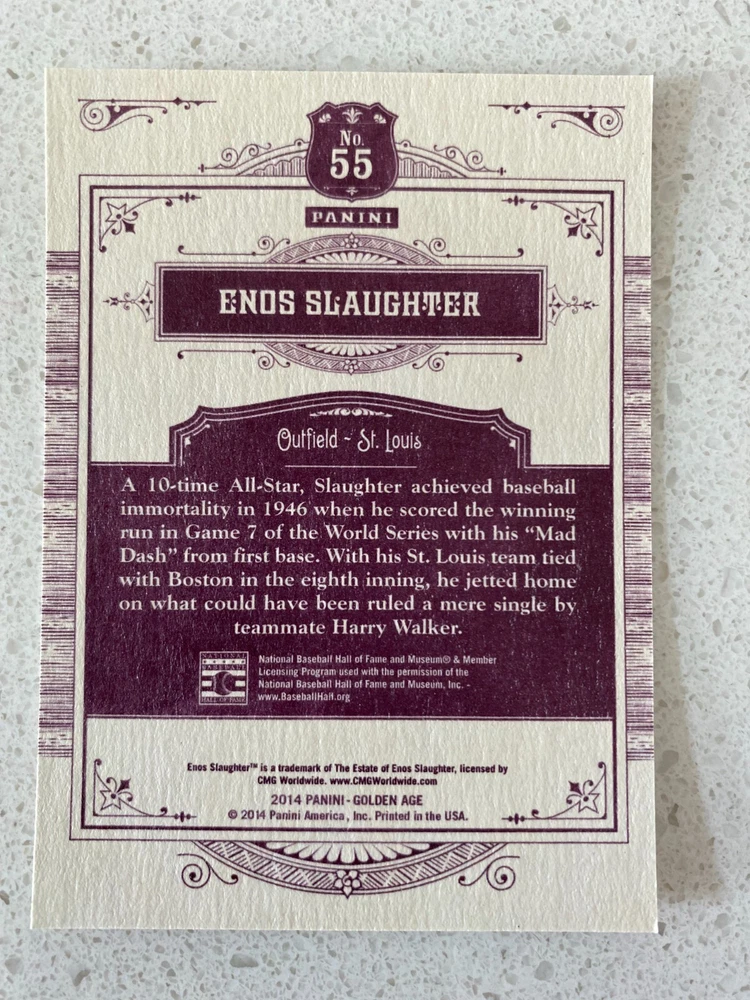 No.
55
PANINI
ENOS SLAUGHTER
Outfield ~ St. Louis
A 10-time All-Star, Slaughter achieved baseball
immortality in 1946 when he scored the winning
run in Game 7 of the World Series with his “Mad
Dash” from first base. With his St. Louis team tied
with Boston in the eighth inning, he jetted home
on what could have been ruled a mere single by
teammate Harry Walker.
NATIONAL
BASEBALL
HALL OF FAME
National Baseball Hall of Fame and Museum® & Member
Licensing Program used with the permission of the
National Baseball Hall of Fame and Museum, Inc. -
www.BaseballHall.org
Enos Slaughter™ is a trademark of The Estate of Enos Slaughter, licensed by
CMG Worldwide. www.CMGWorldwide.com
2014 PANINI - GOLDEN AGE
© 2014 Panini America, Inc. Printed in the USA.